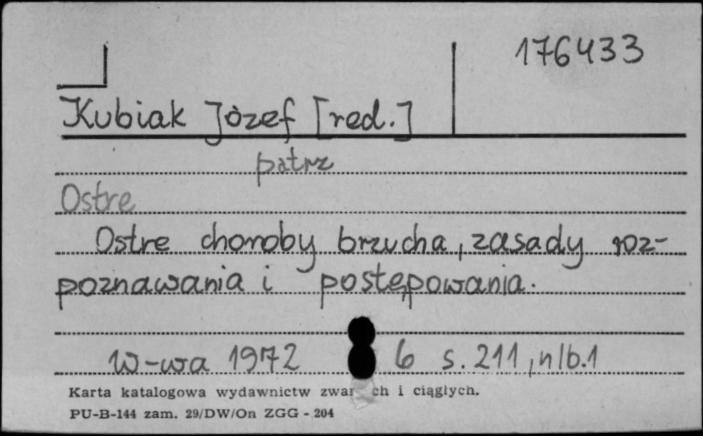 176433
Kubiak Józef [red.]
patrz
Ostre
Ostre choroby brzucha, zasady roz-
poznawania i postępowania.
W-wa 1972 6 s. 211, nlb. 1
Karta katalogowa wydawnictw zwar ch i ciągłych.
PU-B-144 zam. 29/DW/On ZGG - 204